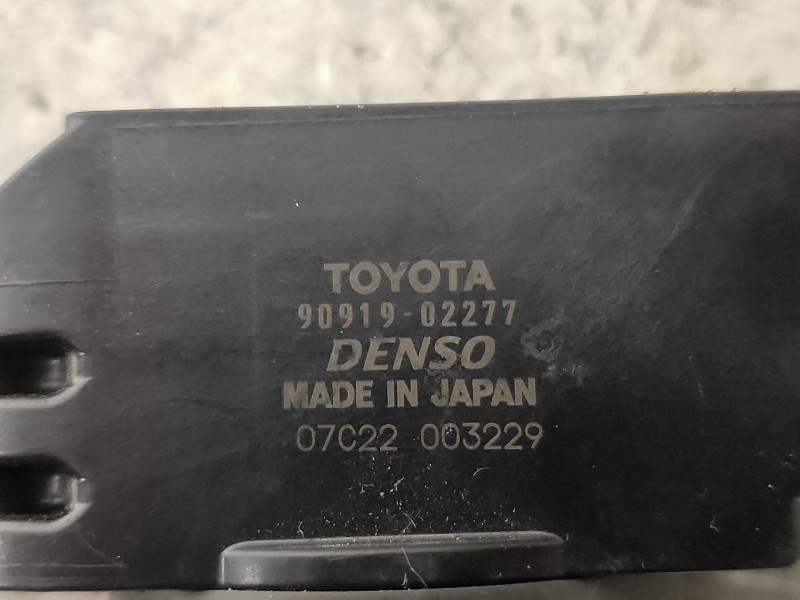 TOYOTA
90919-02277
DENSO
MADE IN JAPAN
07C22 003229